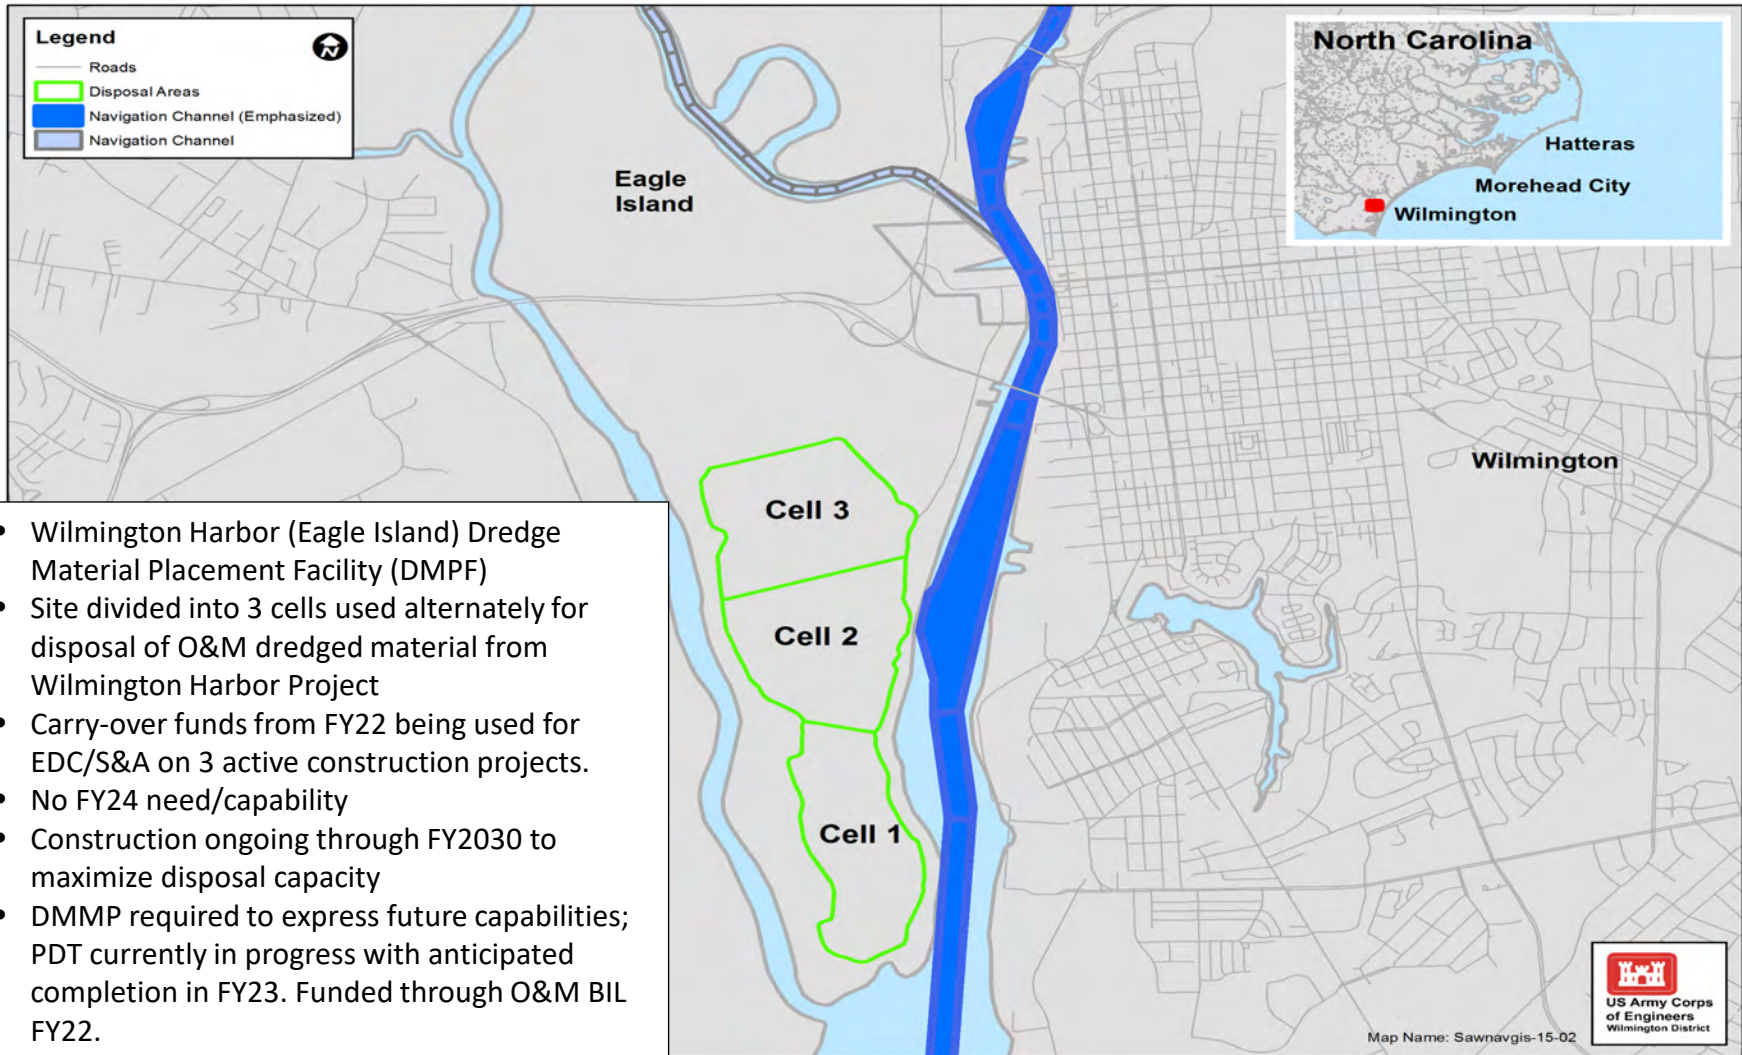 Legend
N
Roads
Disposal Areas
Navigation Channel (Emphasized)
Navigation Channel
North Carolina
Hatteras
Morehead City
Wilmington
Eagle
Island
Wilmington
Cell 3
Cell 2
Cell 1
• Wilmington Harbor (Eagle Island) Dredge
Material Placement Facility (DMPF)
• Site divided into 3 cells used alternately for
disposal of O&M dredged material from
Wilmington Harbor Project
• Carry-over funds from FY22 being used for
EDC/S&A on 3 active construction projects.
• No FY24 need/capability
• Construction ongoing through FY2030 to
maximize disposal capacity
• DMMP required to express future capabilities;
PDT currently in progress with anticipated
completion in FY23. Funded through O&M BIL
FY22.
US Army Corps
of Engineers
Wilmington District
Map Name: Sawnavgis-15-02